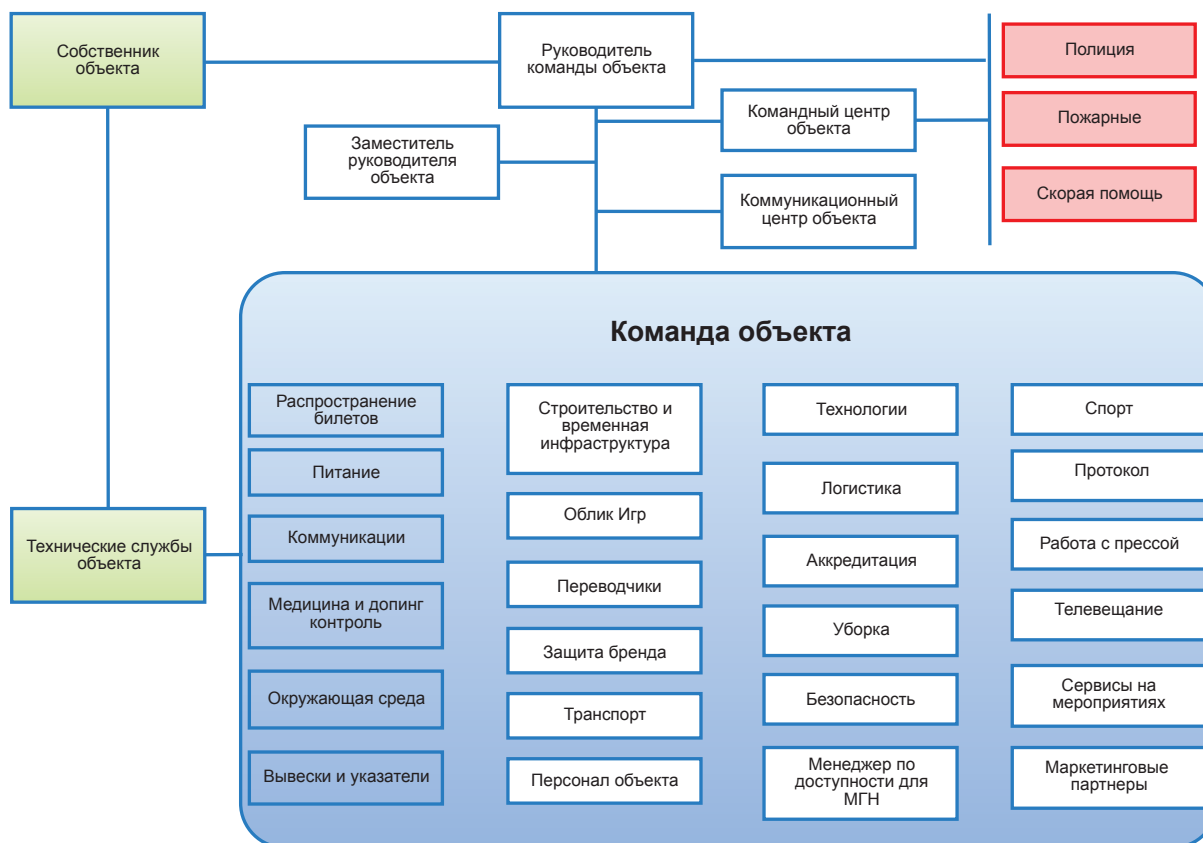 Собственник
объекта
Руководитель
команды объекта
Полиция
Командный центр
объекта
Пожарные
Заместитель
руководителя
объекта
Коммуникационный
центр объекта
Скорая помощь
Команда объекта
Распространение
билетов
Питание
Коммуникации
Медицина и допинг
контроль
Окружающая среда
Вывески и указатели
Строительство и
временная
инфраструктура
Облик Игр
Переводчики
Защита бренда
Транспорт
Персонал объекта
Технологии
Логистика
Аккредитация
Уборка
Безопасность
Менеджер по
доступности для
МГН
Спорт
Протокол
Работа с прессой
Телевещание
Сервисы на
мероприятиях
Маркетинговые
партнеры
Технические службы
объекта